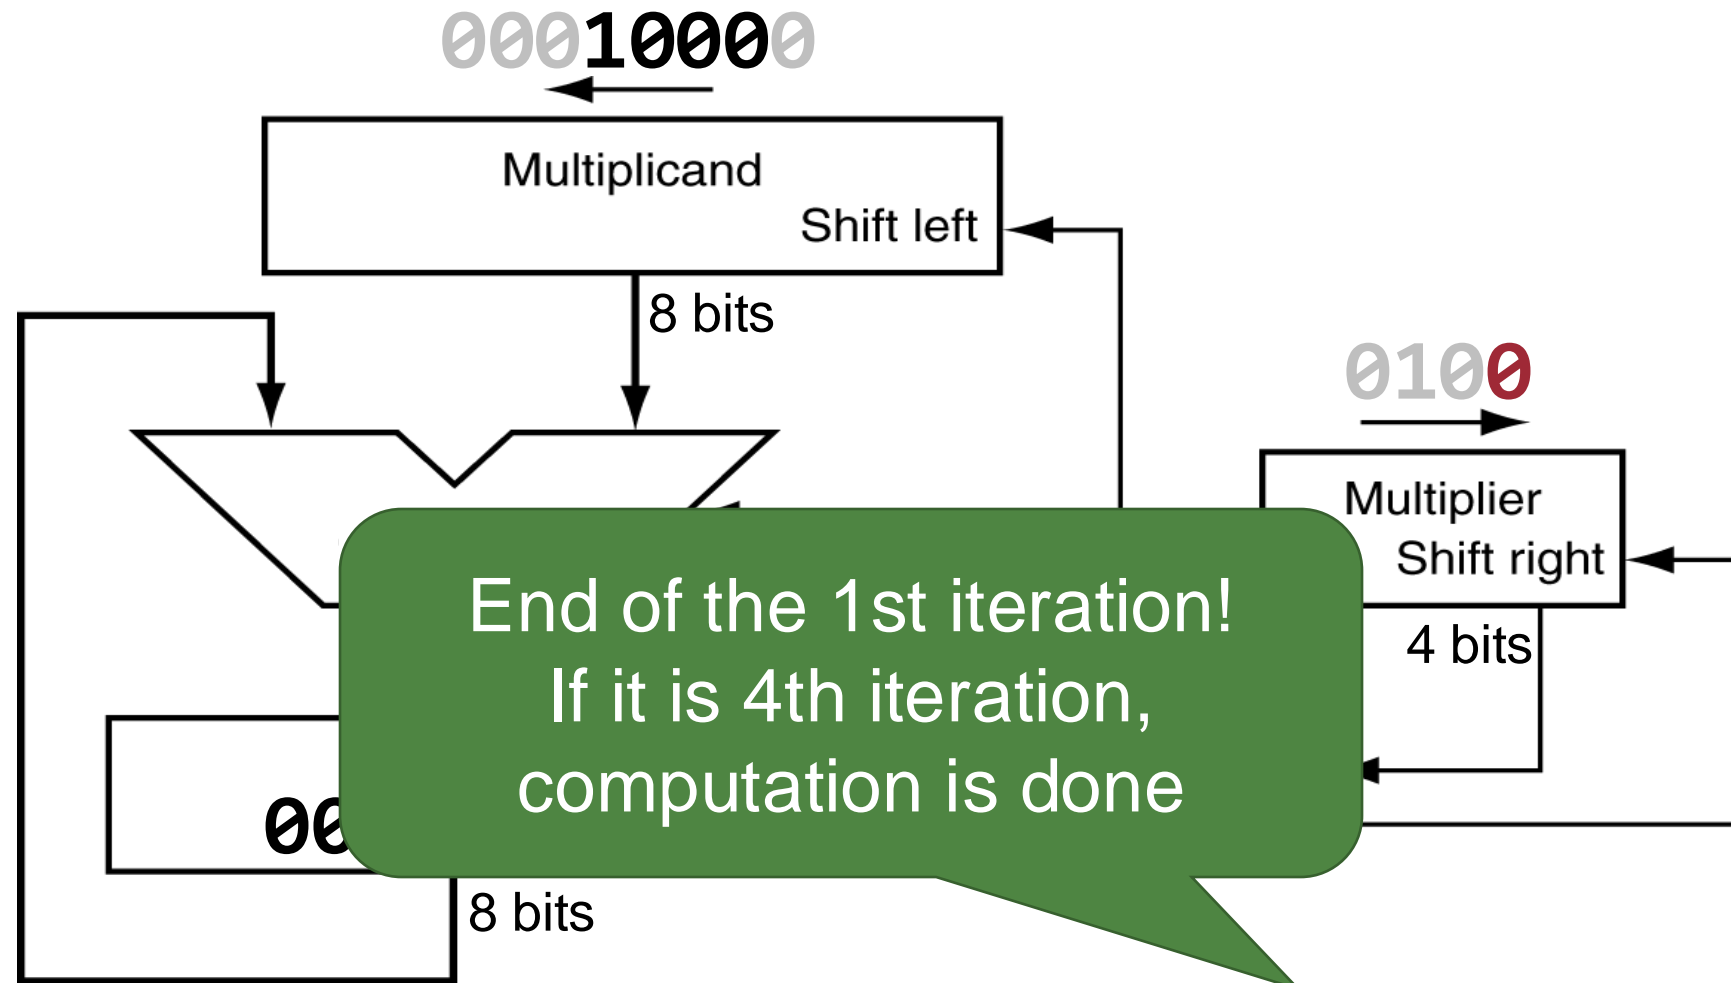 00010000
Multiplicand
Shift left
8 bits
0100
Multiplier
Shift right
4 bits
End of the 1st iteration!
If it is 4th iteration,
computation is done
00
8 bits